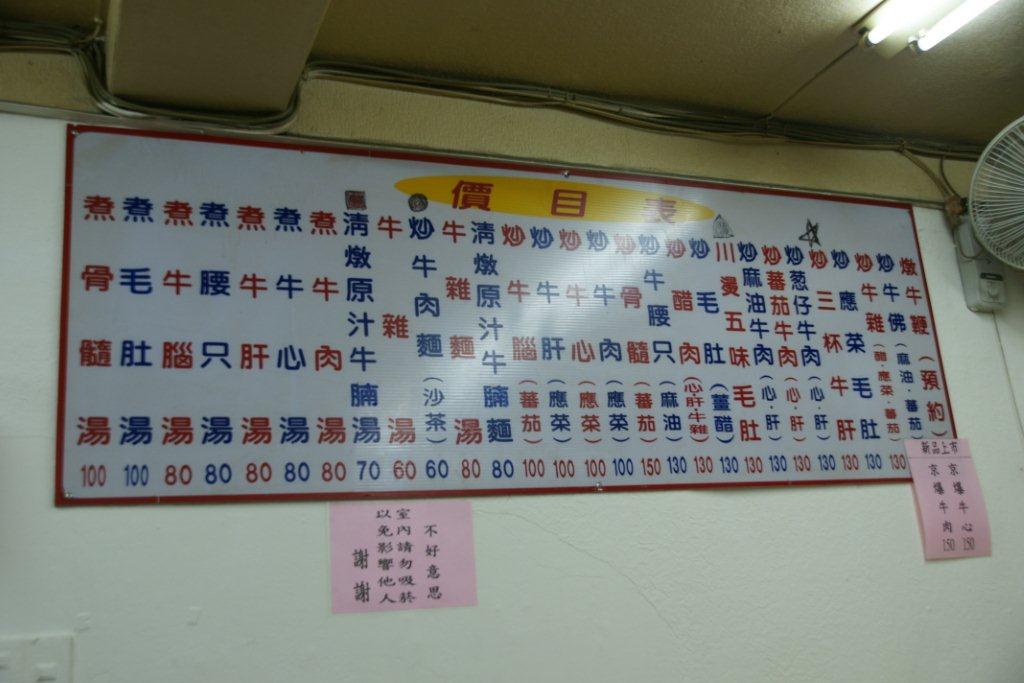 價目表
煮骨髓湯 100
煮毛肚湯 100
煮牛腦湯 80
煮腰只湯 80
煮牛肝湯 80
煮牛心湯 80
煮牛肉湯 80
清燉原汁牛腩湯 70
牛雜湯 60
炒牛肉麵(沙茶) 60
牛雜麵湯 80
清燉原汁牛腩麵 80
炒牛腦(蕃茄) 100
炒牛肝(應菜) 100
炒牛心(應菜) 100
炒牛肉(應菜) 100
炒骨髓(蕃茄) 150
炒牛腰只(麻油) 130
炒醋肉(心肝牛雜) 130
炒毛肚(薑醋) 130
川漫五味毛肚 130
炒麻油牛肉(心·肝) 130
炒蕃茄牛肉(心·肝) 130
炒葱仔牛肉(心·肝) 130
炒三杯牛肝 130
炒應菜毛肚 130
炒牛雜(醋·應菜·蕃茄) 130
炒牛佛(麻油·蕃茄) 130
燉牛鞭(預約) 130
不好意思
室內請勿吸菸
以免影響他人
謝謝
新品上市
京爆牛心 150
京爆牛肉 150